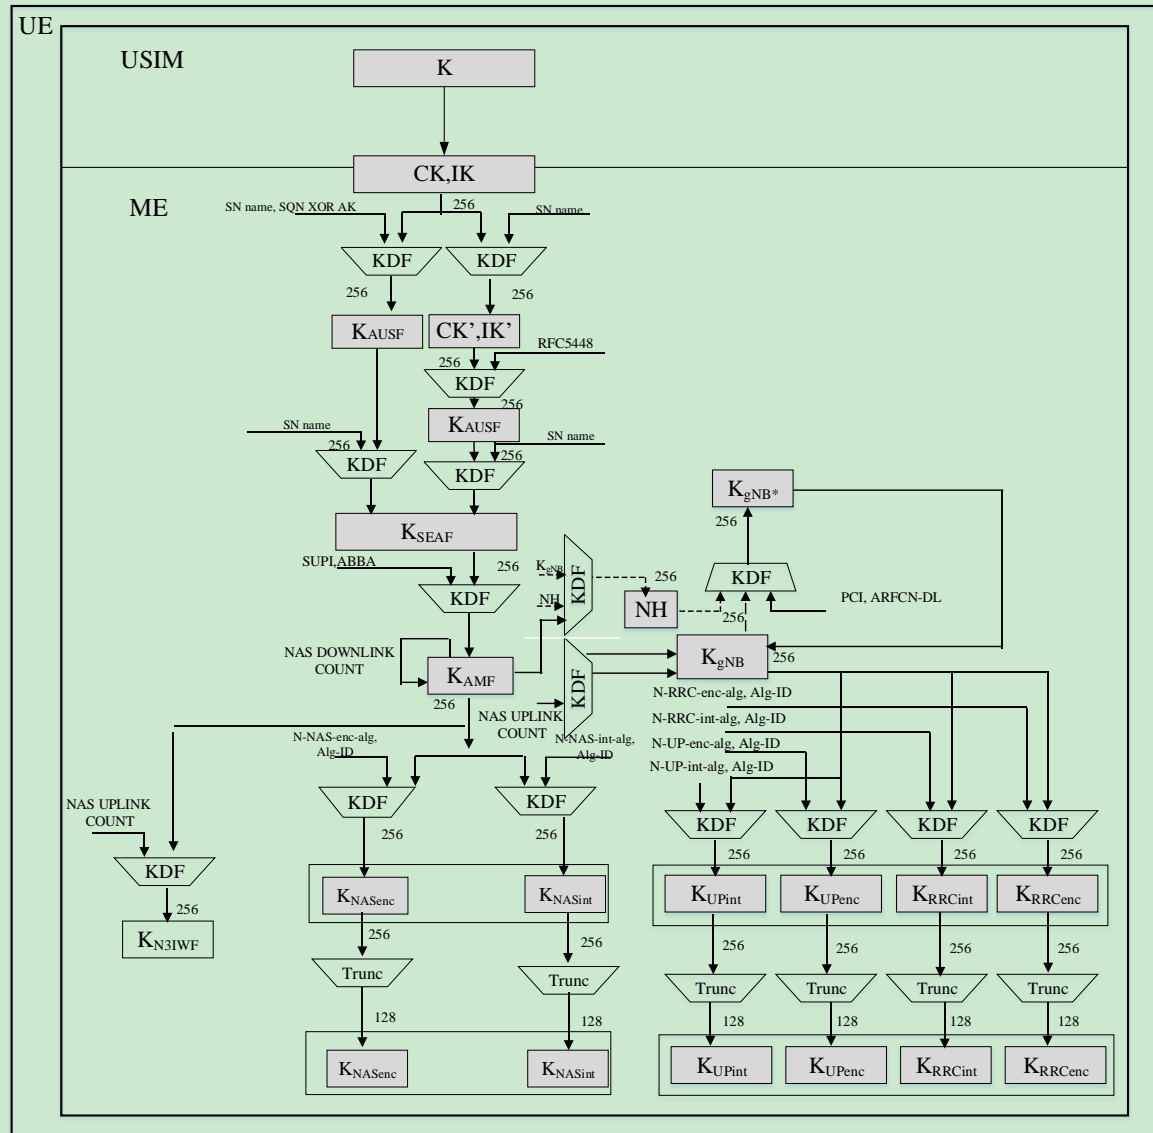 UE
USIM
K
CK,IK
ME
256
SN name, SQN XOR AK
SN name
KDF
KDF
256
256
KAUSF
CK’,IK’
RFC5448
256
KDF
256
KAUSF
SN name
SN name
256
256
KDF
KDF
KgNB*
KSEAF
256
SUPI,ABBA
256
KgNB
KDF
256
KDF
KDF
NH
NH
256
PCI, ARFCN-DL
NAS DOWNLINK
COUNT
KAMF
256
KDF
KgNB
256
N-RRC-enc-alg, Alg-ID
NAS UPLINK
COUNT
N-RRC-int-alg, Alg-ID
N-NAS-enc-alg,
Alg-ID
N-NAS-int-alg,
Alg-ID
N-UP-enc-alg, Alg-ID
N-UP-int-alg, Alg-ID
NAS UPLINK
COUNT
KDF
KDF
KDF
KDF
KDF
KDF
256
256
256
256
256
256
KDF
256
KNASenc
KNASint
KUPint
KUPenc
KRRCint
KRRCenc
KN3IWF
256
256
256
256
256
256
Trunc
Trunc
Trunc
Trunc
Trunc
Trunc
128
128
128
128
128
128
KNASenc
KNASint
KUPint
KUPenc
KRRCint
KRRCenc